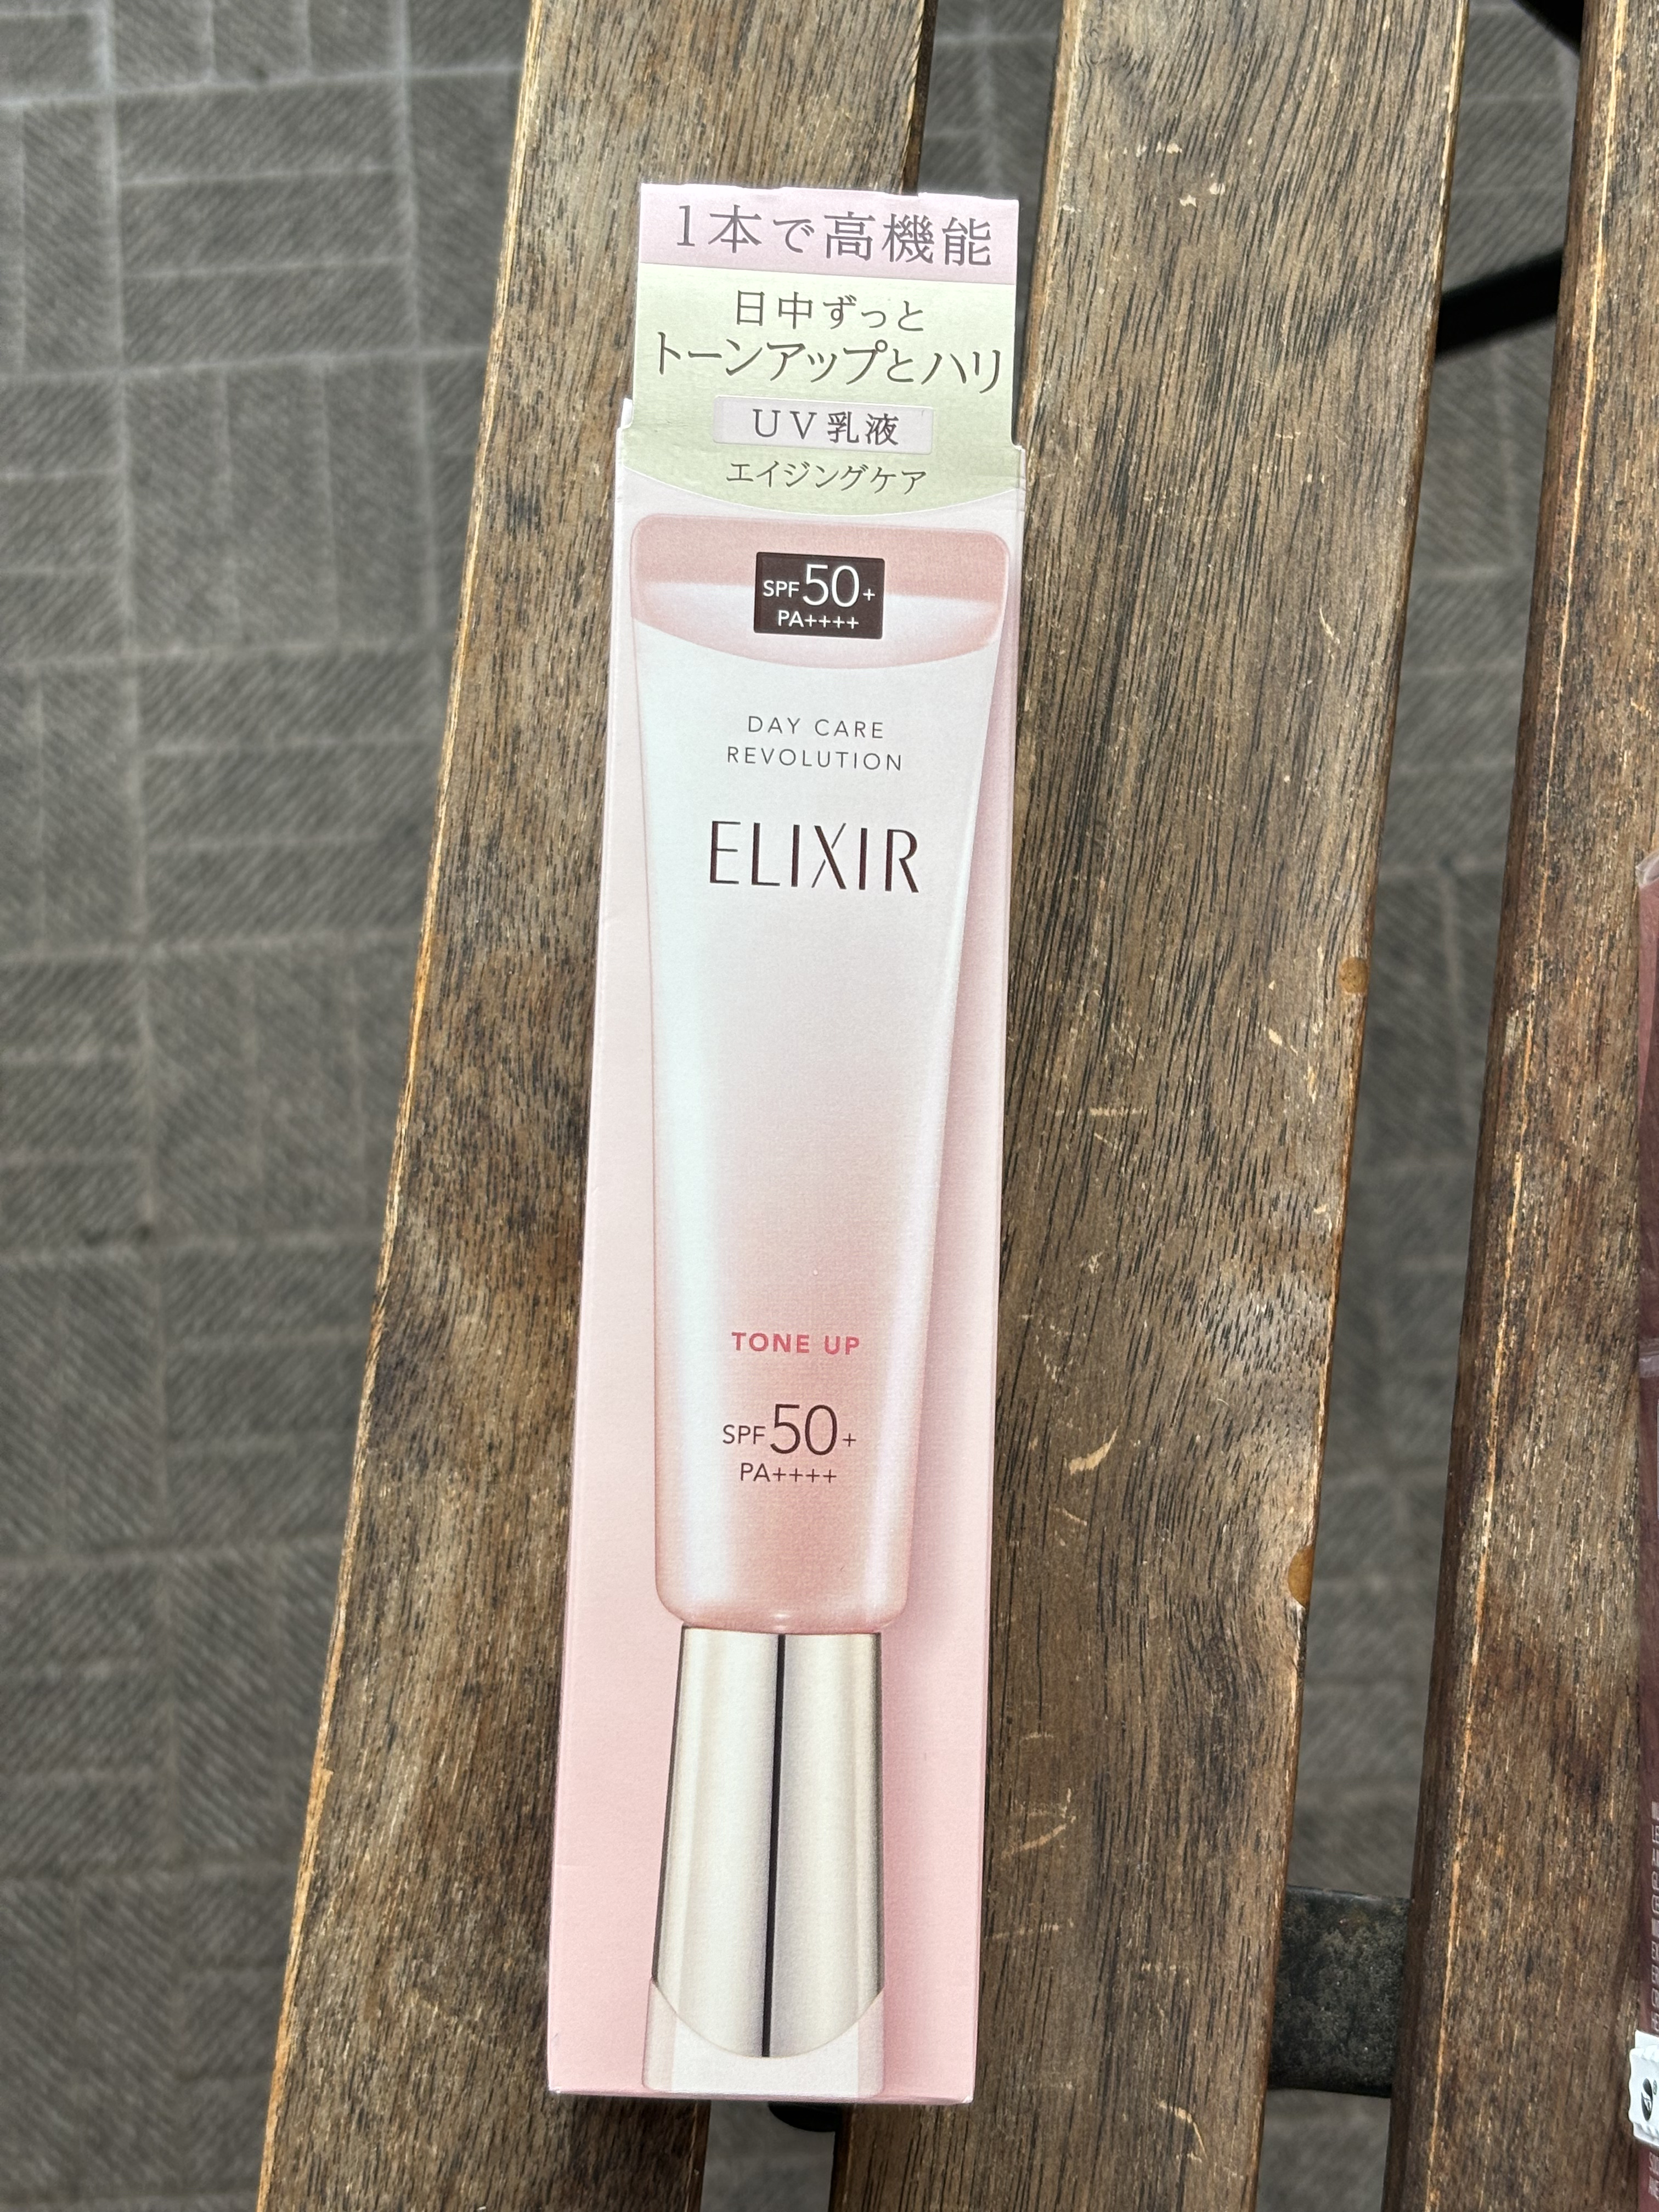 1本で高機能
日中ずっと
トーンアップとハリ
UV乳液
エイジングケア
SPF50+
PA++++
DAY CARE
REVOLUTION
ELIXIR
TONE UP
SPF50+
PA++++